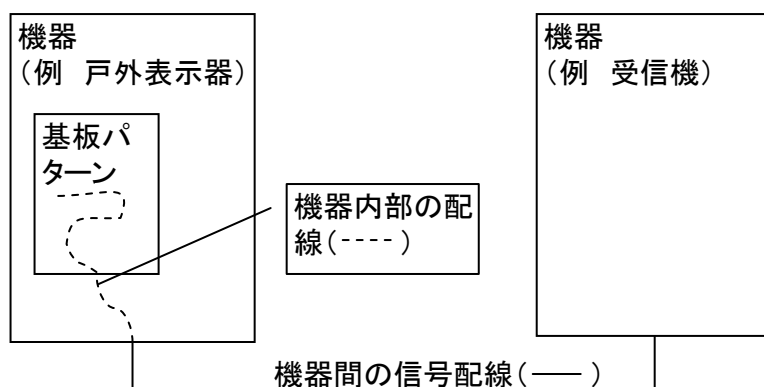 機器
（例　戸外表示器）
基板パ
ターン
機器内部の配
線（----）
機器
（例　受信機）
機器間の信号配線（── ）